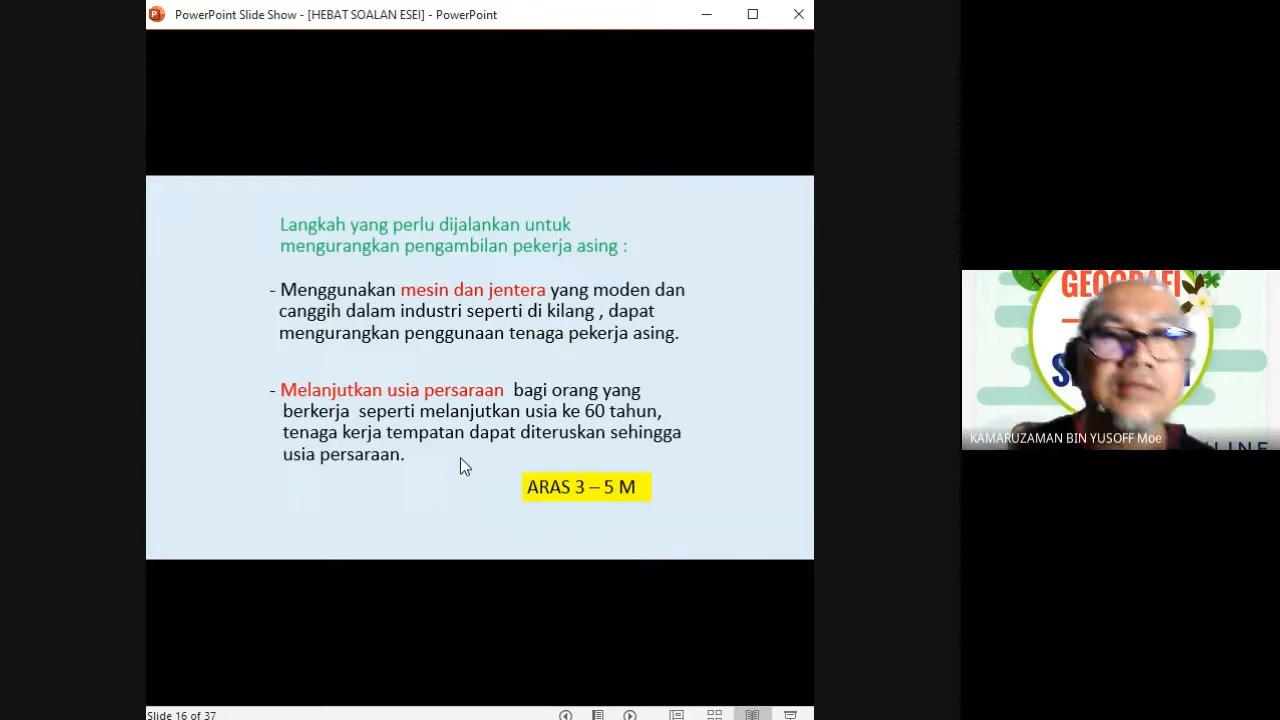 PowerPoint Slide Show - [HEBAT SOALAN ESEI] - PowerPoint
Langkah yang perlu dijalankan untuk
mengurangkan pengambilan pekerja asing :
- Menggunakan mesin dan jentera yang moden dan
canggih dalam industri seperti di kilang , dapat
mengurangkan penggunaan tenaga pekerja asing.
- Melanjutkan usia persaraan bagi orang yang
berkerja seperti melanjutkan usia ke 60 tahun,
tenaga kerja tempatan dapat diteruskan sehingga
usia persaraan.
ARAS 3 – 5 M
Slide 16 of 37
GEOGRAFI
KAMARUZAMAN BIN YUSOFF Moe